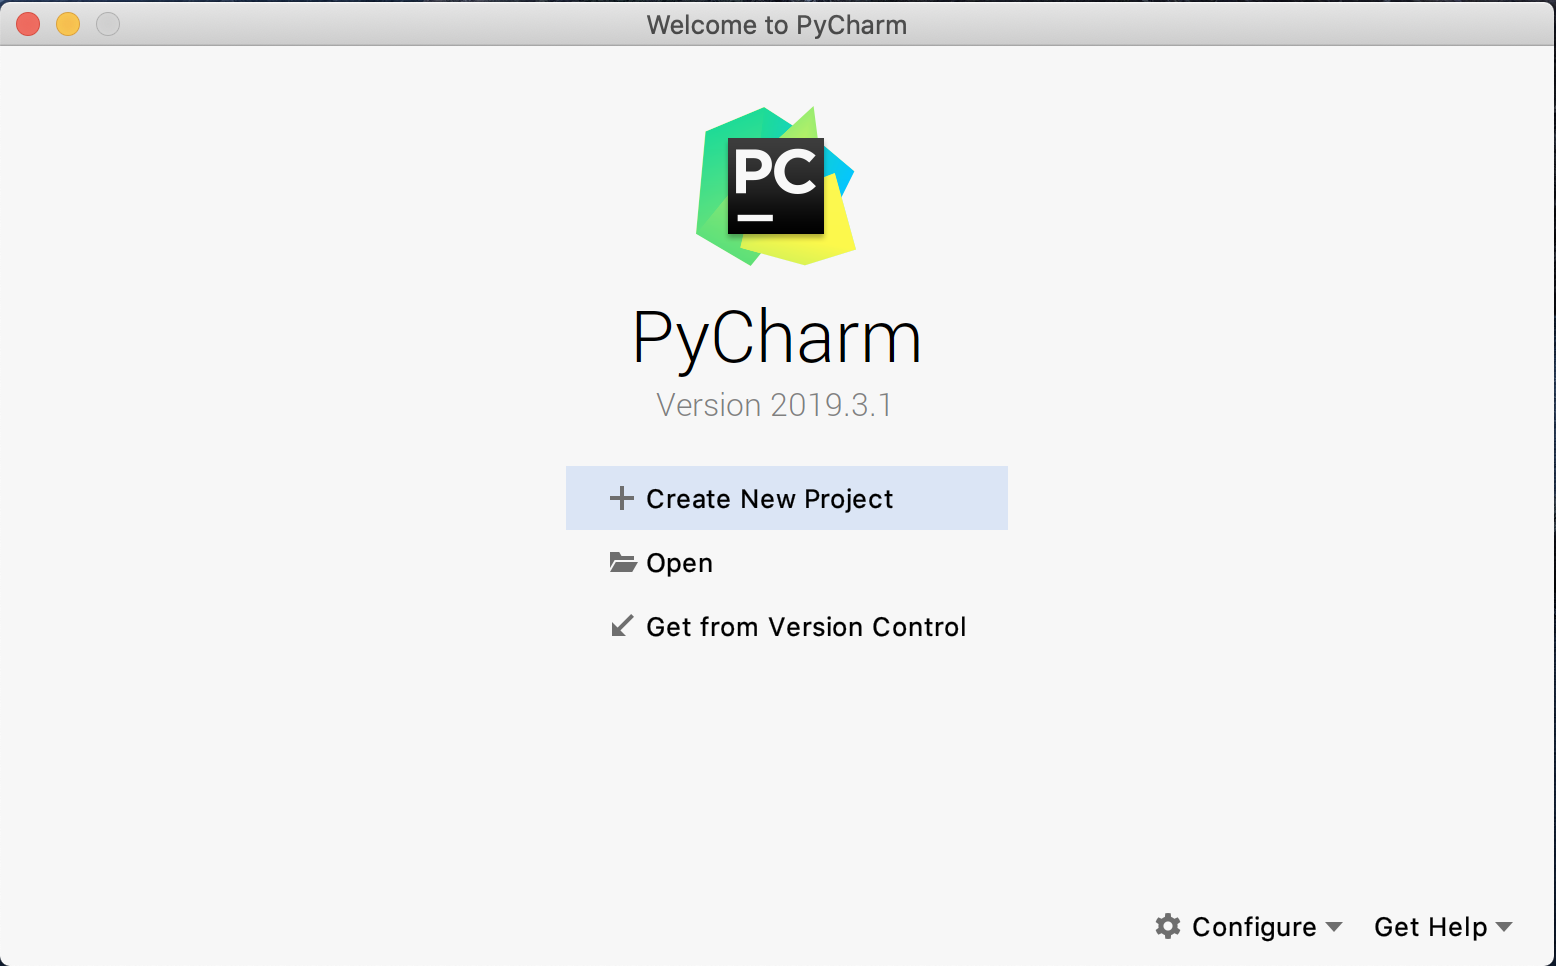 Welcome to PyCharm
PC
PyCharm
Version 2019.3.1
Create New Project
Open
Get from Version Control
Configure
Get Help